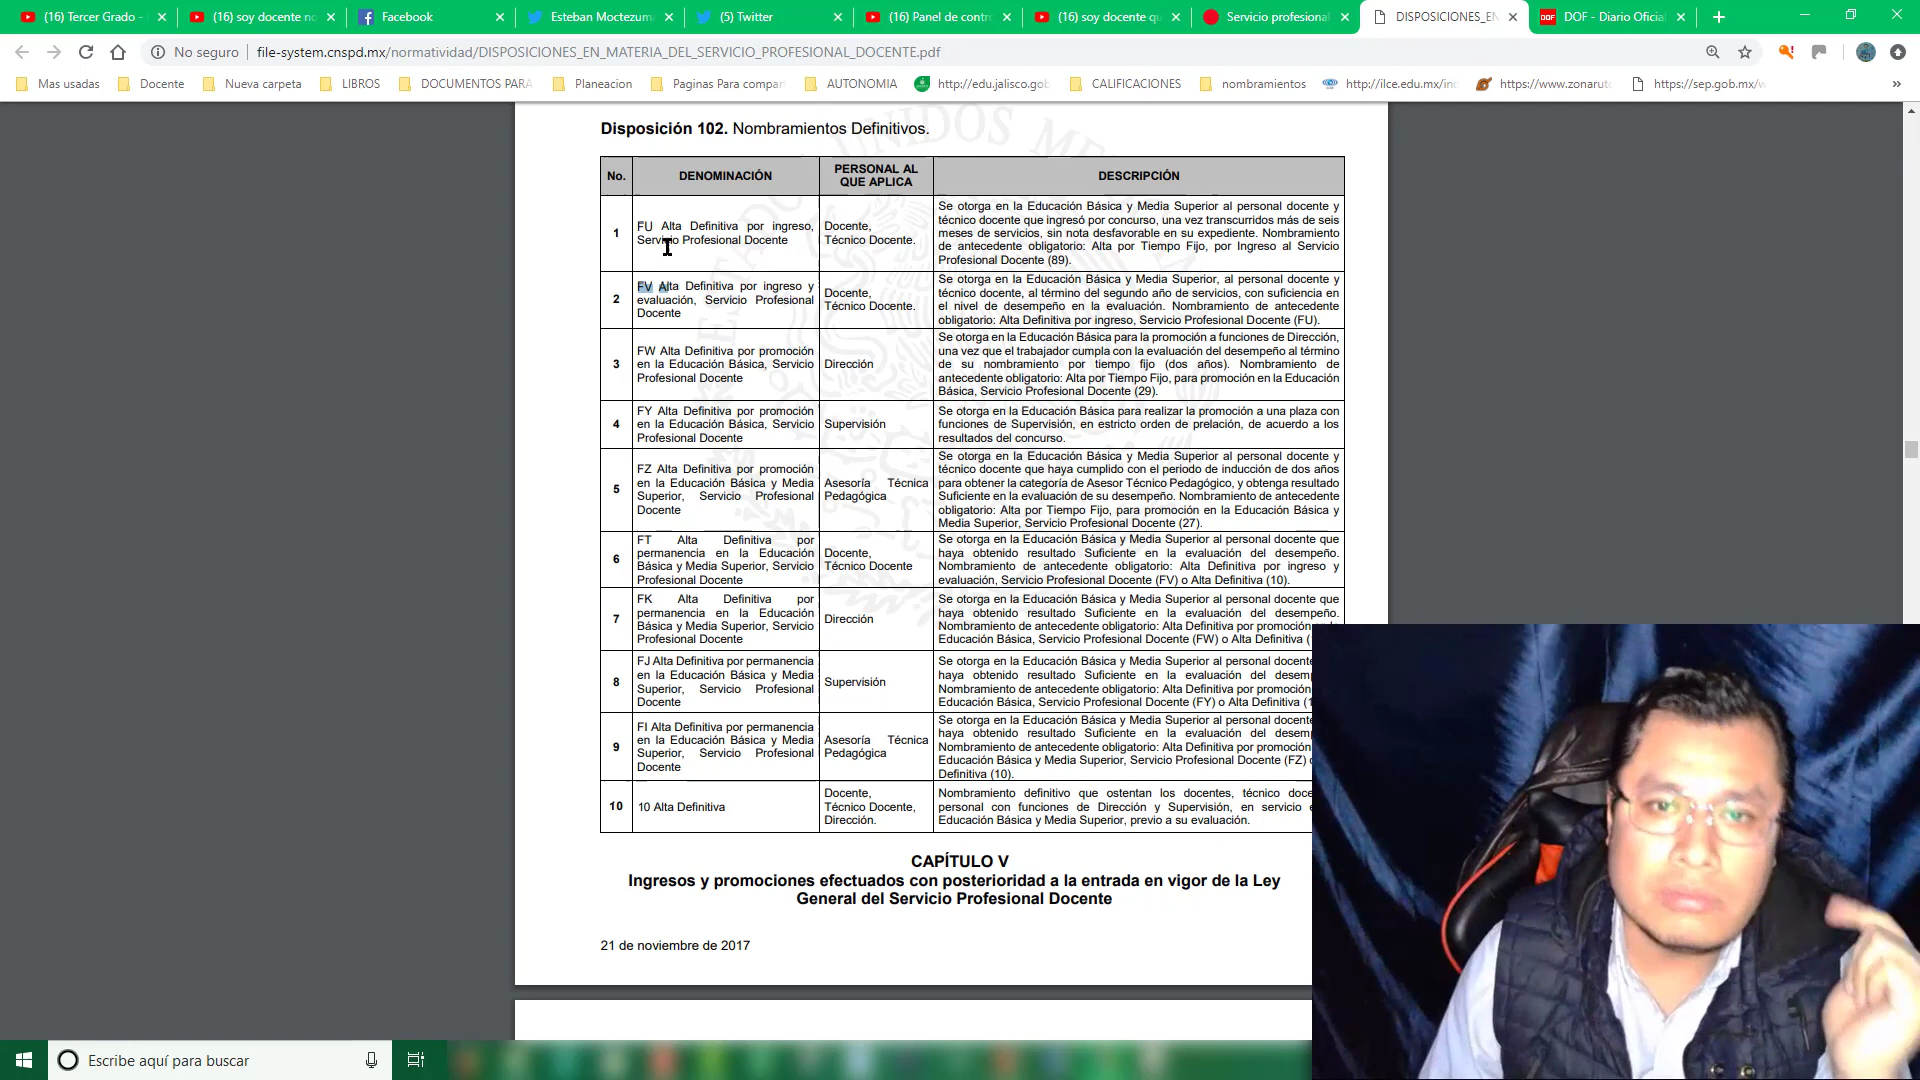 (16) Tercer Grado -
(16) soy docente no
Facebook
Esteban Moctezum
(5) Twitter
(16) Panel de contr
(16) soy docente qu
Servicio profesional
DISPOSICIONES_EN
DOF - Diario Oficial
No seguro
file-system.cnspd.mx/normatividad/DISPOSICIONES_EN_MATERIA_DEL_SERVICIO_PROFESIONAL_DOCENTE.pdf
Mas usadas
Docente
Nueva carpeta
LIBROS
DOCUMENTOS PARA
Planeacion
Paginas Para compar
AUTONOMIA
http://edu.jalisco.gob
CALIFICACIONES
nombramientos
http://ilce.edu.mx/in
https://www.zonarut
https://sep.gob.mx/w
Disposición 102. Nombramientos Definitivos.
No.
DENOMINACIÓN
PERSONAL AL
QUE APLICA
DESCRIPCIÓN
1
FU Alta Definitiva por ingreso,
Servicio Profesional Docente
Docente,
Técnico Docente.
Se otorga en la Educación Básica y Media Superior al personal docente y
técnico docente que ingresó por concurso, una vez transcurridos más de seis
meses de servicios, sin nota desfavorable en su expediente. Nombramiento
de antecedente obligatorio: Alta por Tiempo Fijo, por Ingreso al Servicio
Profesional Docente (89).
2
FV Alta Definitiva por ingreso y
evaluación, Servicio Profesional
Docente
Docente,
Técnico Docente.
Se otorga en la Educación Básica y Media Superior, al personal docente y
técnico docente, al término del segundo año de servicios, con suficiencia en
el nivel de desempeño en la evaluación. Nombramiento de antecedente
obligatorio: Alta Definitiva por ingreso, Servicio Profesional Docente (FU).
3
FW Alta Definitiva por promoción
en la Educación Básica, Servicio
Profesional Docente
Dirección
Se otorga en la Educación Básica para la promoción a funciones de Dirección,
una vez que el trabajador cumpla con la evaluación del desempeño al término
de su nombramiento por tiempo fijo (dos años). Nombramiento de
antecedente obligatorio: Alta por Tiempo Fijo, para promoción en la Educación
Básica, Servicio Profesional Docente (29).
4
FY Alta Definitiva por promoción
en la Educación Básica, Servicio
Profesional Docente
Supervisión
Se otorga en la Educación Básica para realizar la promoción a una plaza con
funciones de Supervisión, en estricto orden de prelación, de acuerdo a los
resultados del concurso.
5
FZ Alta Definitiva por promoción
en la Educación Básica y Media
Superior, Servicio Profesional
Docente
Asesoría Técnica
Pedagógica
Se otorga en la Educación Básica y Media Superior al personal docente y
técnico docente que haya cumplido con el periodo de inducción de dos años
para obtener la categoría de Asesor Técnico Pedagógico, y obtenga resultado
Suficiente en la evaluación de su desempeño. Nombramiento de antecedente
obligatorio: Alta por Tiempo Fijo, para promoción en la Educación Básica y
Media Superior, Servicio Profesional Docente (27).
6
FT Alta Definitiva por
permanencia en la Educación
Básica y Media Superior, Servicio
Profesional Docente
Docente,
Técnico Docente
Se otorga en la Educación Básica y Media Superior al personal docente que
haya obtenido resultado Suficiente en la evaluación del desempeño.
Nombramiento de antecedente obligatorio: Alta Definitiva por ingreso y
evaluación, Servicio Profesional Docente (FV) o Alta Definitiva (10).
7
FK Alta Definitiva por
permanencia en la Educación
Básica y Media Superior, Servicio
Profesional Docente
Dirección
Se otorga en la Educación Básica y Media Superior al personal docente que
haya obtenido resultado Suficiente en la evaluación del desempeño.
Nombramiento de antecedente obligatorio: Alta Definitiva por promoción
Educación Básica, Servicio Profesional Docente (FW) o Alta Definitiva (
8
FJ Alta Definitiva por permanencia
en la Educación Básica y Media
Superior, Servicio Profesional
Docente
Supervisión
Se otorga en la Educación Básica y Media Superior al personal docent
haya obtenido resultado Suficiente en la evaluación del desem
Nombramiento de antecedente obligatorio: Alta Definitiva por promoción
Educación Básica, Servicio Profesional Docente (FY) o Alta Definitiva (1
9
FI Alta Definitiva por permanencia
en la Educación Básica y Media
Superior, Servicio Profesional
Docente
Asesoría Técnica
Pedagógica
Se otorga en la Educación Básica y Media Superior al personal docent
haya obtenido resultado Suficiente en la evaluación del desem
Nombramiento de antecedente obligatorio: Alta Definitiva por promoción
Educación Básica y Media Superior, Servicio Profesional Docente (FZ)
Definitiva (10).
10
10 Alta Definitiva
Docente,
Técnico Docente,
Dirección.
Nombramiento definitivo que ostentan los docentes, técnico doce
personal con funciones de Dirección y Supervisión, en servicio e
Educación Básica y Media Superior, previo a su evaluación.
CAPÍTULO V
Ingresos y promociones efectuados con posterioridad a la entrada en vigor de la Ley
General del Servicio Profesional Docente
21 de noviembre de 2017
Escribe aquí para buscar